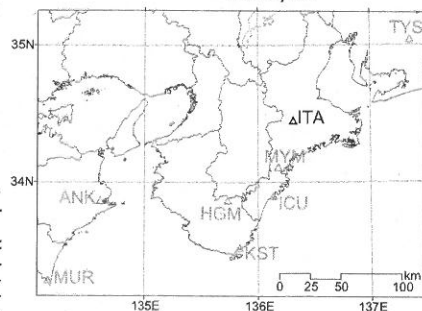 TYS
35N
ITA
MYM
34N
ANK
HGM
ICU
KST
MUR
0 25 50 100
km
135E 136E 137E